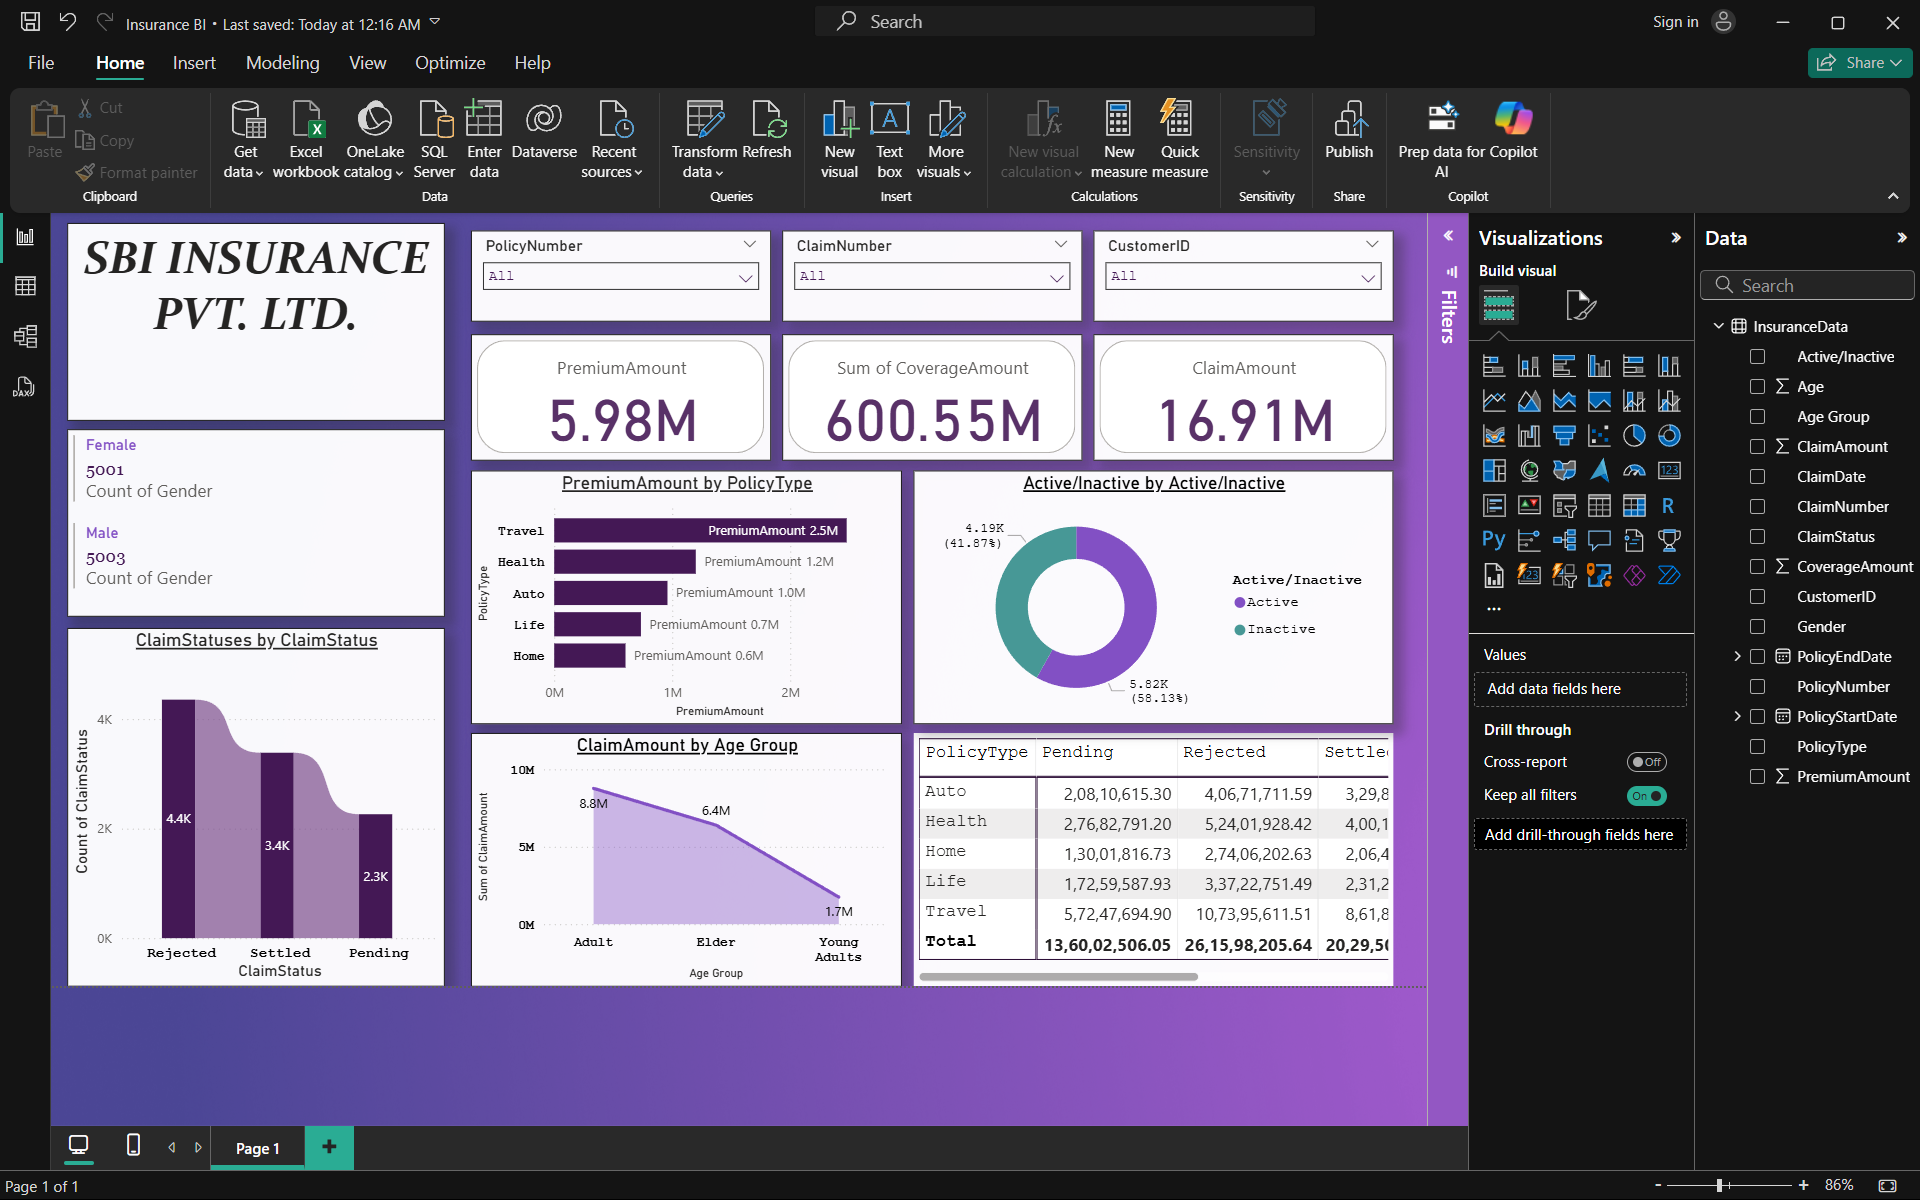 Insurance BI • Last saved: Today at 12:16 AM
Search
Sign in
File
Home
Insert
Modeling
View
Optimize
Help
Share
Paste
Cut
Copy
Format painter
Clipboard
Get data
Excel workbook
OneLake catalog
SQL Server
Enter data
Dataverse
Recent sources
Data
Transform data
Refresh
Queries
New visual
Text box
More visuals
Insert
New visual calculation
New measure
Quick measure
Calculations
Sensitivity
Sensitivity
Publish
Share
Prep data for AI
Copilot
Copilot
SBI INSURANCE
PVT. LTD.
PolicyNumber
All
ClaimNumber
All
CustomerID
All
PremiumAmount
5.98M
Sum of CoverageAmount
600.55M
ClaimAmount
16.91M
Female
5001
Count of Gender
Male
5003
Count of Gender
PremiumAmount by PolicyType
PolicyType
Travel PremiumAmount 2.5M
Health PremiumAmount 1.2M
Auto PremiumAmount 1.0M
Life PremiumAmount 0.7M
Home PremiumAmount 0.6M
0M 1M 2M
PremiumAmount
Active/Inactive by Active/Inactive
4.19K
(41.87%)
5.82K
(58.13%)
Active/Inactive
Active
Inactive
ClaimStatuses by ClaimStatus
Count of ClaimStatus
4K
2K
0K
4.4K
3.4K
2.3K
Rejected Settled Pending
ClaimStatus
ClaimAmount by Age Group
Sum of ClaimAmount
10M
5M
0M
8.8M
6.4M
1.7M
Adult Elder Young
Adults
Age Group
PolicyType Pending Rejected
Auto 2,08,10,615.30 4,06,71,711.59 3,29,8
Health 2,76,82,791.20 5,24,01,928.42 4,00,1
Home 1,30,01,816.73 2,74,06,202.63 2,06,4
Life 1,72,59,587.93 3,37,22,751.49 2,31,2
Travel 5,72,47,694.90 10,73,95,611.51 8,61,8
Total 13,60,02,506.05 26,15,98,205.64
Filters
Visualizations
Build visual
123
R
Py
123
Values
Add data fields here
Drill through
Cross-report
Off
Keep all filters
On
Add drill-through fields here
Data
Search
InsuranceData
Active/Inactive
Age
Age Group
ClaimAmount
ClaimDate
ClaimNumber
ClaimStatus
CoverageAmount
CustomerID
Gender
PolicyEndDate
PolicyNumber
PolicyStartDate
PolicyType
PremiumAmount
DAX
Page 1
Page 1 of 1
86%